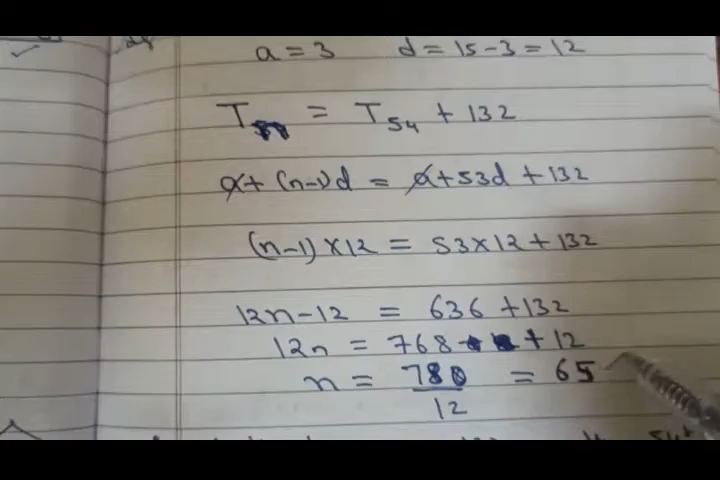 a = 3 d = 15 - 3 = 12
T = T54 + 132
a + (n-1)d = a + 53d + 132
(n-1) × 12 = 53×12 + 132
12n - 12 = 636 + 132
12n = 768 + 12
n = 780 = 65
12